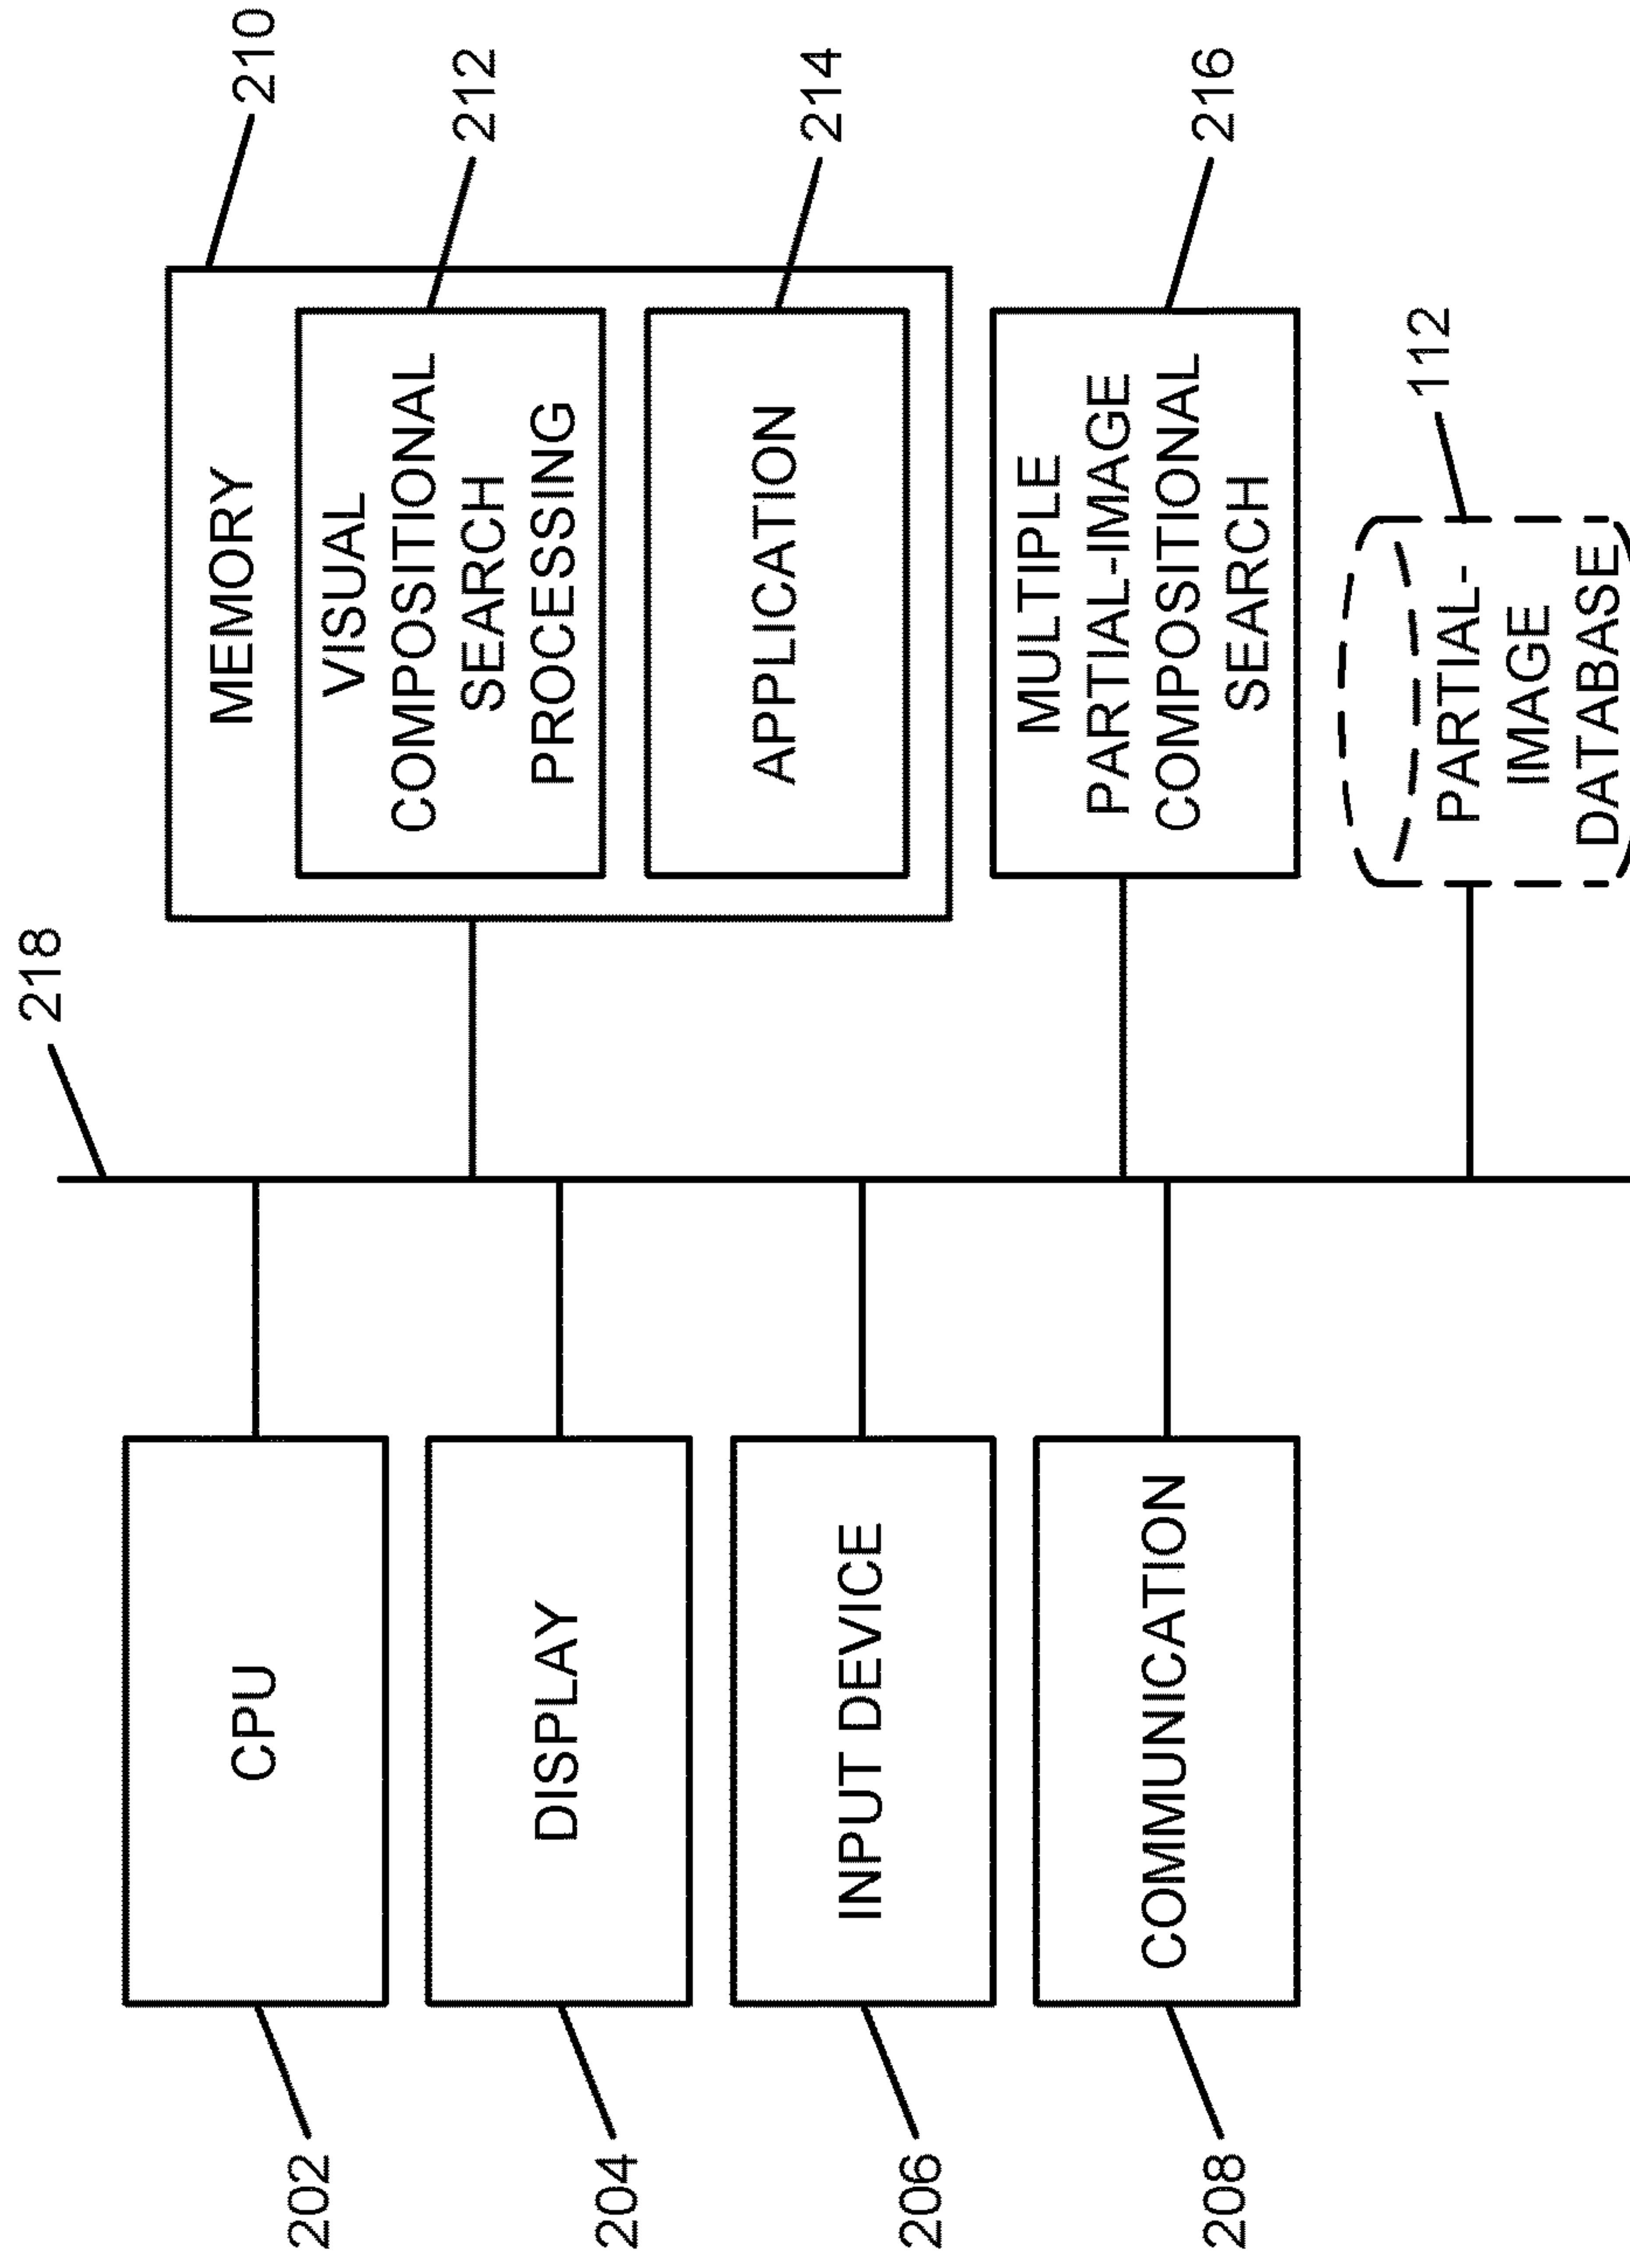 218
202
CPU
204
DISPLAY
206
INPUT DEVICE
208
COMMUNICATION
210
MEMORY
212
VISUAL
COMPOSITIONAL
SEARCH
PROCESSING
214
APPLICATION
216
MULTIPLE
PARTIAL-IMAGE
COMPOSITIONAL
SEARCH
112
PARTIAL-
IMAGE
DATABASE